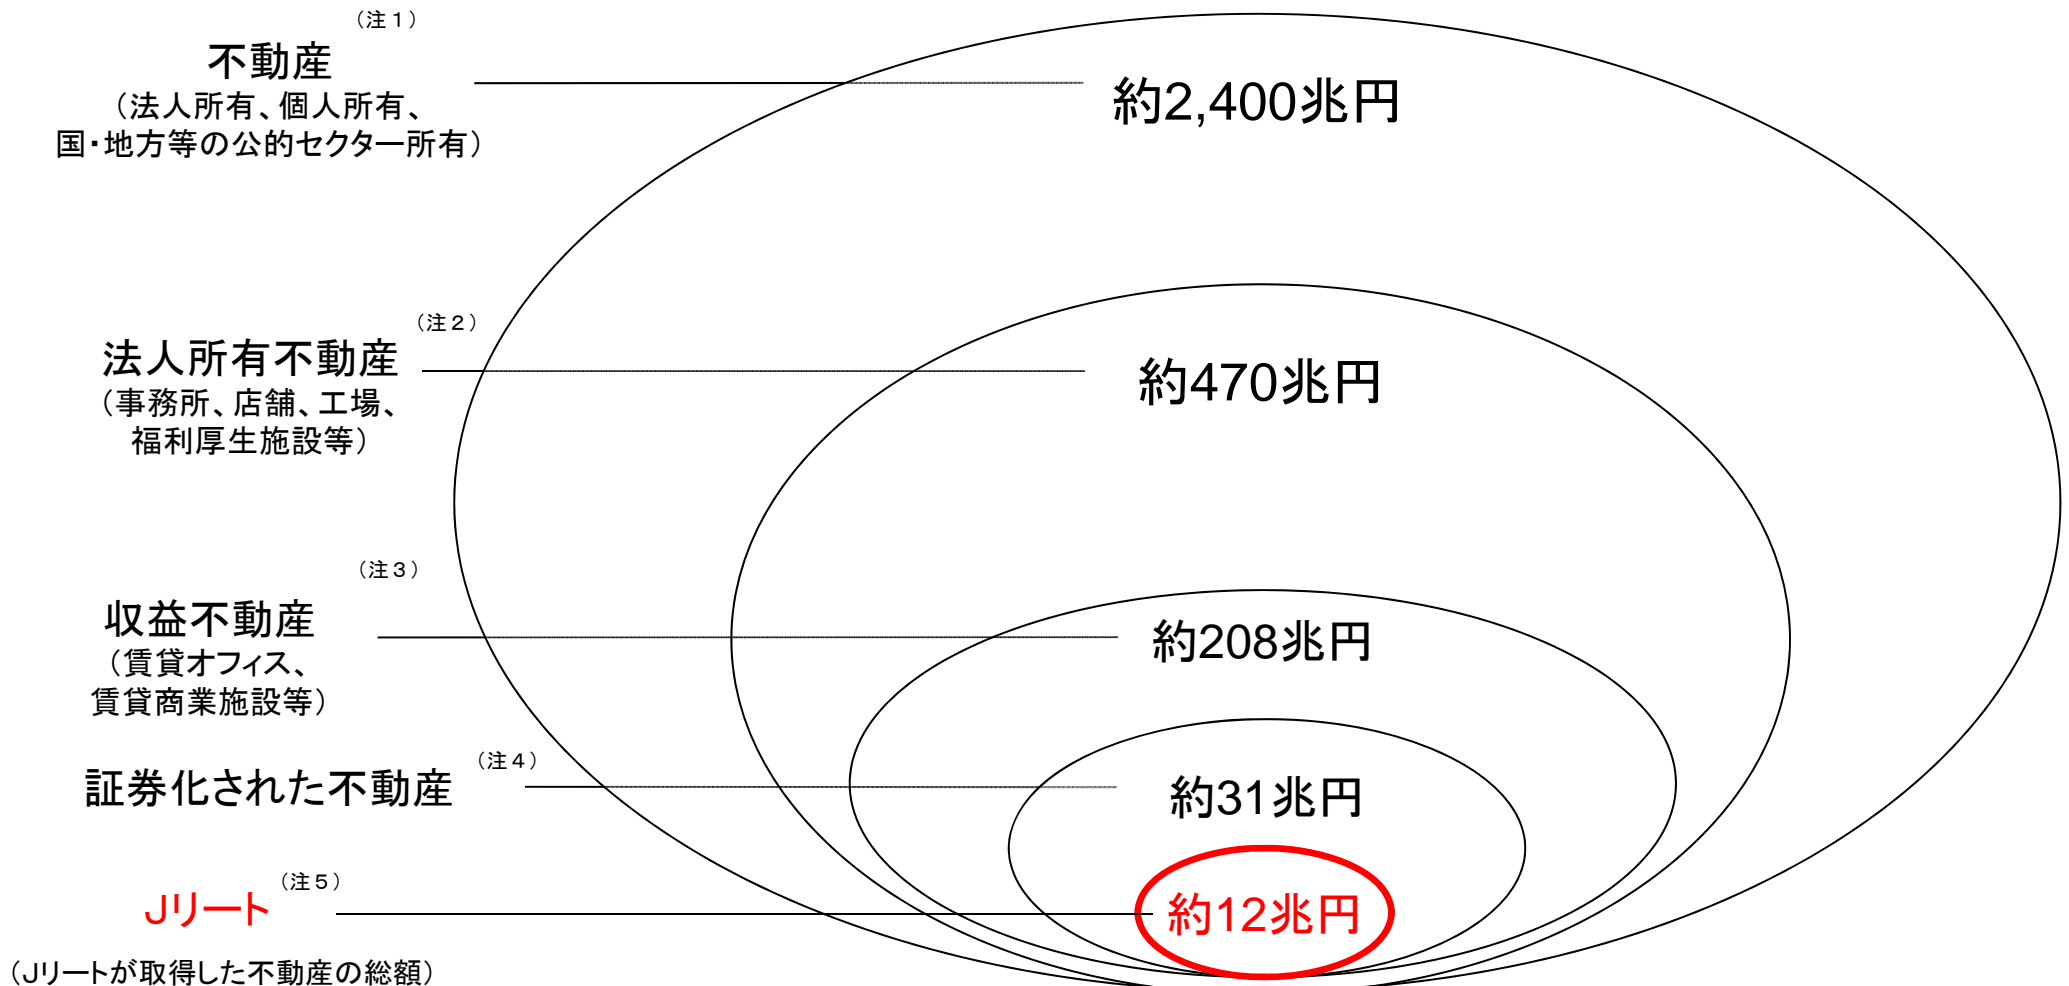 (注1)
不動産
(法人所有、個人所有、
国・地方等の公的セクター所有)
約2,400兆円
(注2)
法人所有不動産
(事務所、店舗、工場、
福利厚生施設等)
約470兆円
(注3)
収益不動産
(賃貸オフィス、
賃貸商業施設等)
約208兆円
(注4)
証券化された不動産
約31兆円
(注5)
Jリート
約12兆円
(Jリートが取得した不動産の総額)